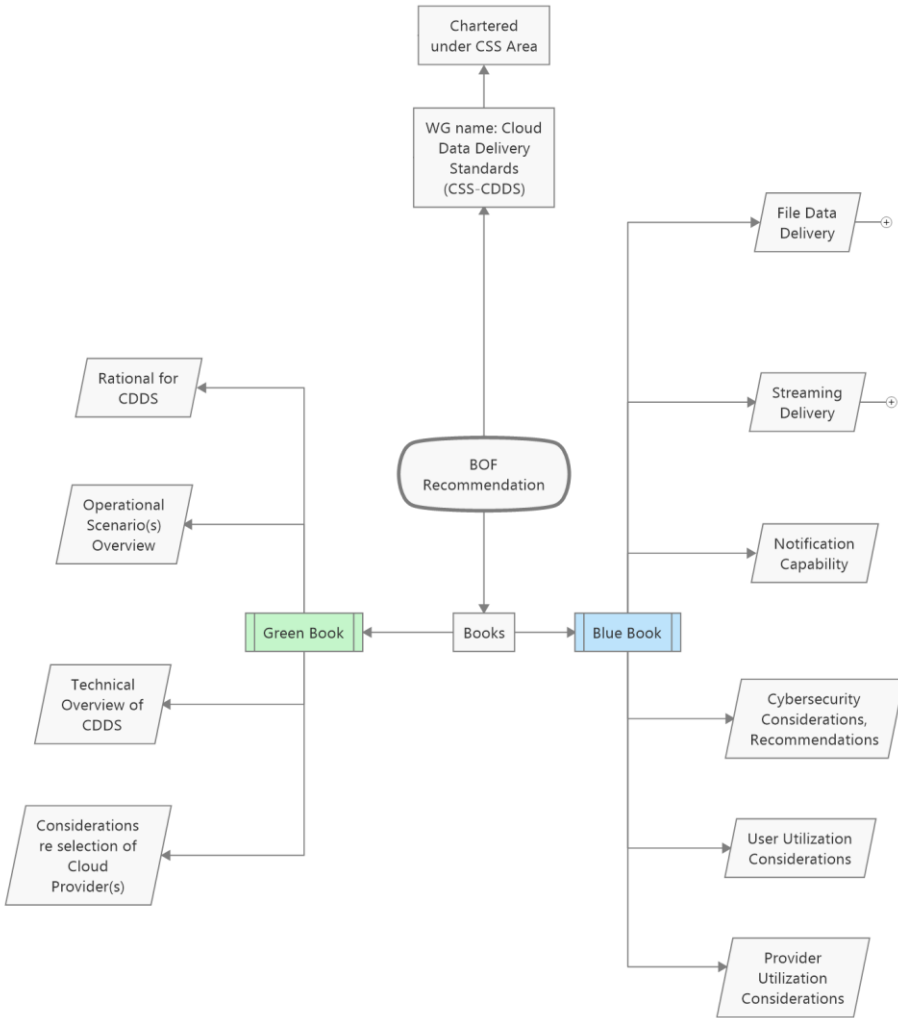 Chartered
under CSS Area
WG name: Cloud
Data Delivery
Standards
(CSS-CDDS)
File Data
Delivery
Streaming
Delivery
Rational for
CDDS
BOF
Recommendation
Operational
Scenario(s)
Overview
Notification
Capability
Green Book
Books
Blue Book
Technical
Overview of
CDDS
Cybersecurity
Considerations,
Recommendations
Considerations
re selection of
Cloud
Provider(s)
User Utilization
Considerations
Provider
Utilization
Considerations